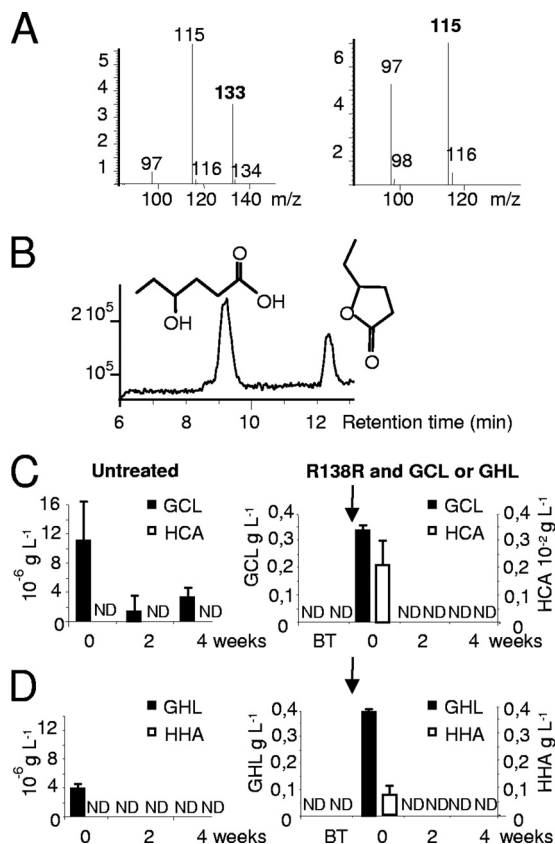 A
115
133
97
116
134
5
4
3
2
1
100 120 140 m/z
115
97
98
116
6
4
2
100 120 m/z
B
O
OH
OH
O
O
2 10⁵
10⁵
6 8 10 12 Retention time (min)
C
Untreated
R138R and GCL or GHL
GCL
HCA
10⁻⁶ g L⁻¹
16
12
8
4
0
ND ND ND
0 2 4 weeks
GCL
HCA
GCL g L⁻¹
0,4
0,3
0,2
0,1
0
ND ND ND ND ND ND
BT 0 2 4 weeks
0,4
0,3
0,2
0,1
0
HCA 10⁻² g L⁻¹
D
GHL
HHA
10⁻⁶ g L⁻¹
12
8
4
0
ND ND ND ND ND
0 2 4 weeks
GHL
HHA
GHL g L⁻¹
0,4
0,3
0,2
0,1
0
ND ND ND ND ND ND
BT 0 2 4 weeks
0,4
0,3
0,2
0,1
0
HHA g L⁻¹